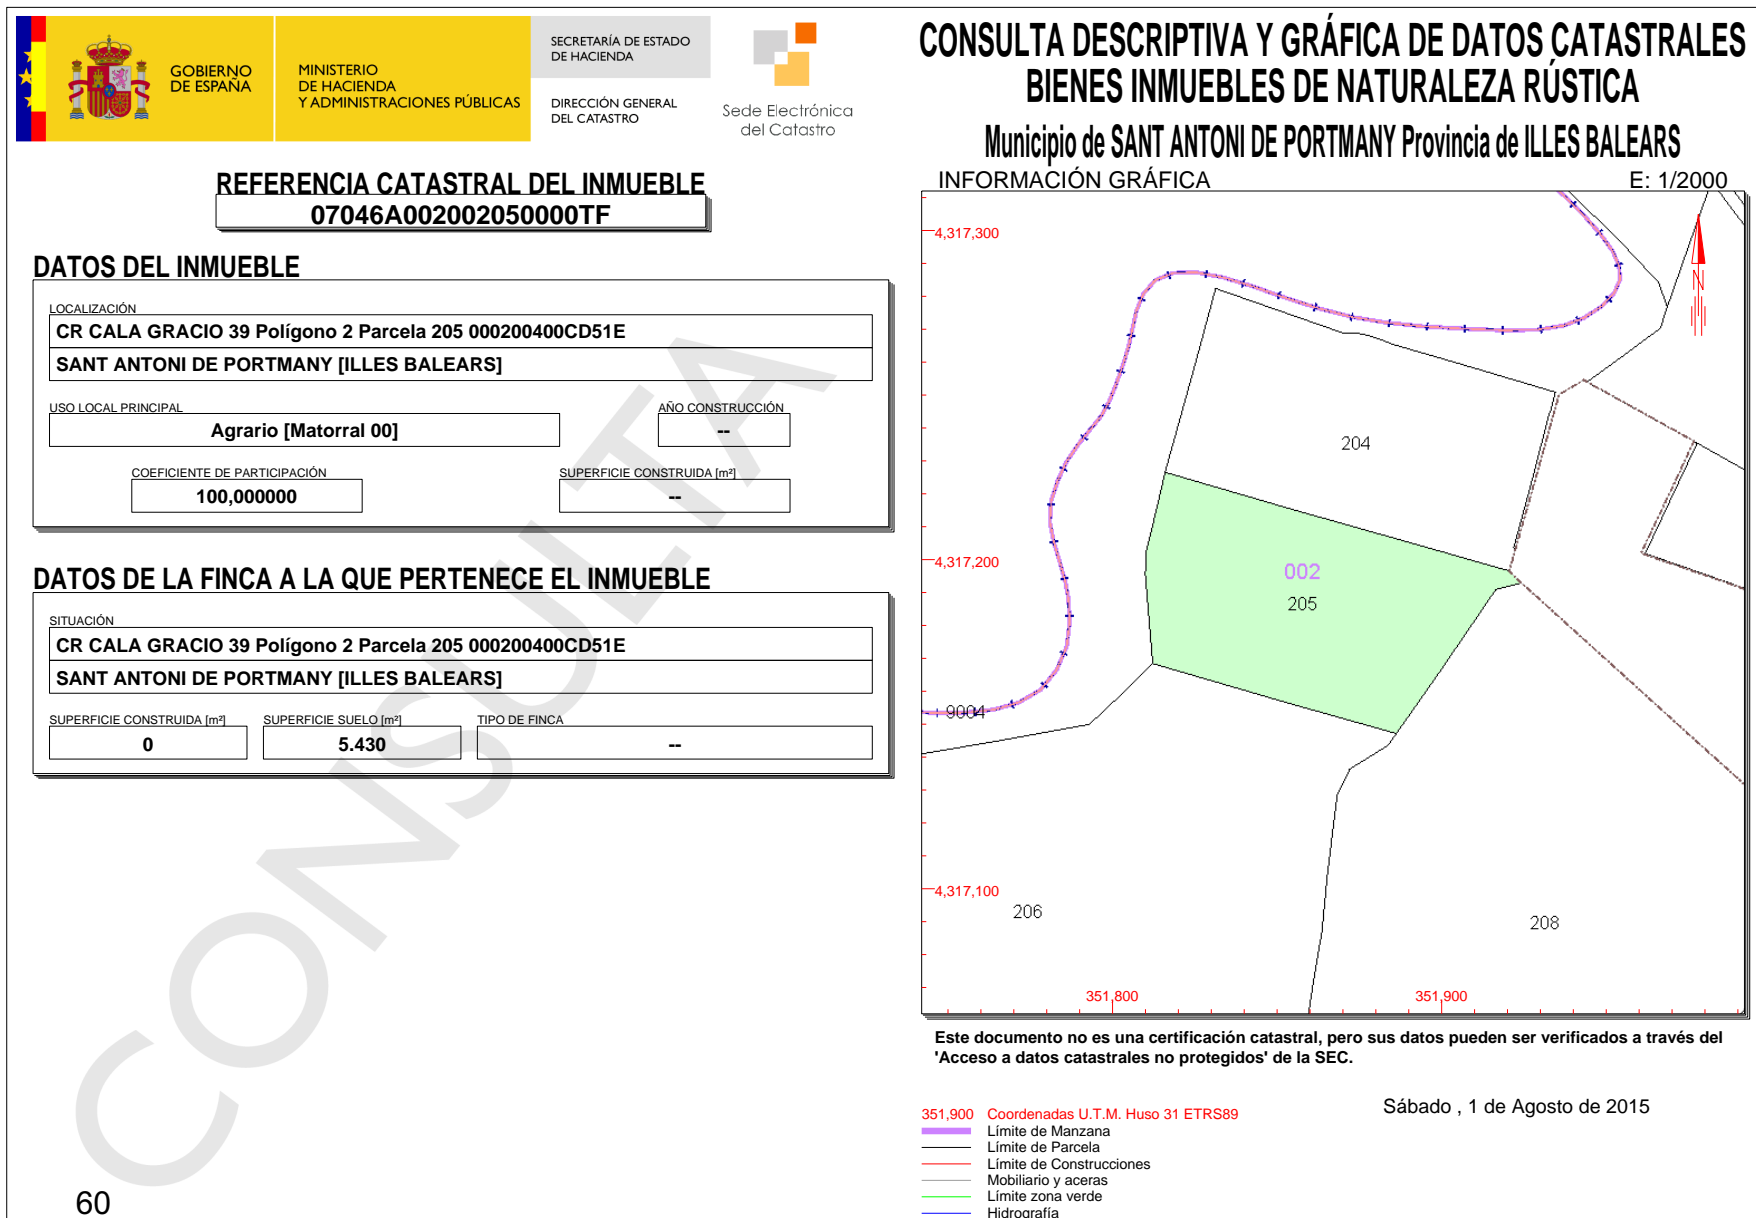 GOBIERNO
DE ESPAÑA
MINISTERIO
DE HACIENDA
Y ADMINISTRACIONES PÚBLICAS
SECRETARÍA DE ESTADO
DE HACIENDA
DIRECCIÓN GENERAL
DEL CATASTRO
Sede Electrónica
del Catastro
CONSULTA DESCRIPTIVA Y GRÁFICA DE DATOS CATASTRALES
BIENES INMUEBLES DE NATURALEZA RÚSTICA
Municipio de SANT ANTONI DE PORTMANY Provincia de ILLES BALEARS
REFERENCIA CATASTRAL DEL INMUEBLE
07046A002002050000TF
DATOS DEL INMUEBLE
LOCALIZACIÓN
CR CALA GRACIO 39 Polígono 2 Parcela 205 000200400CD51E
SANT ANTONI DE PORTMANY [ILLES BALEARS]
USO LOCAL PRINCIPAL
Agrario [Matorral 00]
AÑO CONSTRUCCIÓN
--
COEFICIENTE DE PARTICIPACIÓN
100,000000
SUPERFICIE CONSTRUIDA [m²]
--
DATOS DE LA FINCA A LA QUE PERTENECE EL INMUEBLE
SITUACIÓN
CR CALA GRACIO 39 Polígono 2 Parcela 205 000200400CD51E
SANT ANTONI DE PORTMANY [ILLES BALEARS]
SUPERFICIE CONSTRUIDA [m²]
0
SUPERFICIE SUELO [m²]
5.430
TIPO DE FINCA
--
CONSULTA
60
INFORMACIÓN GRÁFICA
E: 1/2000
4,317,300
N
204
4,317,200
002
205
9004
4,317,100
206
208
351,800
351,900
Este documento no es una certificación catastral, pero sus datos pueden ser verificados a través del
'Acceso a datos catastrales no protegidos' de la SEC.
351,900 Coordenadas U.T.M. Huso 31 ETRS89
Límite de Manzana
Límite de Parcela
Límite de Construcciones
Mobiliario y aceras
Límite zona verde
Hidrografía
Sábado , 1 de Agosto de 2015